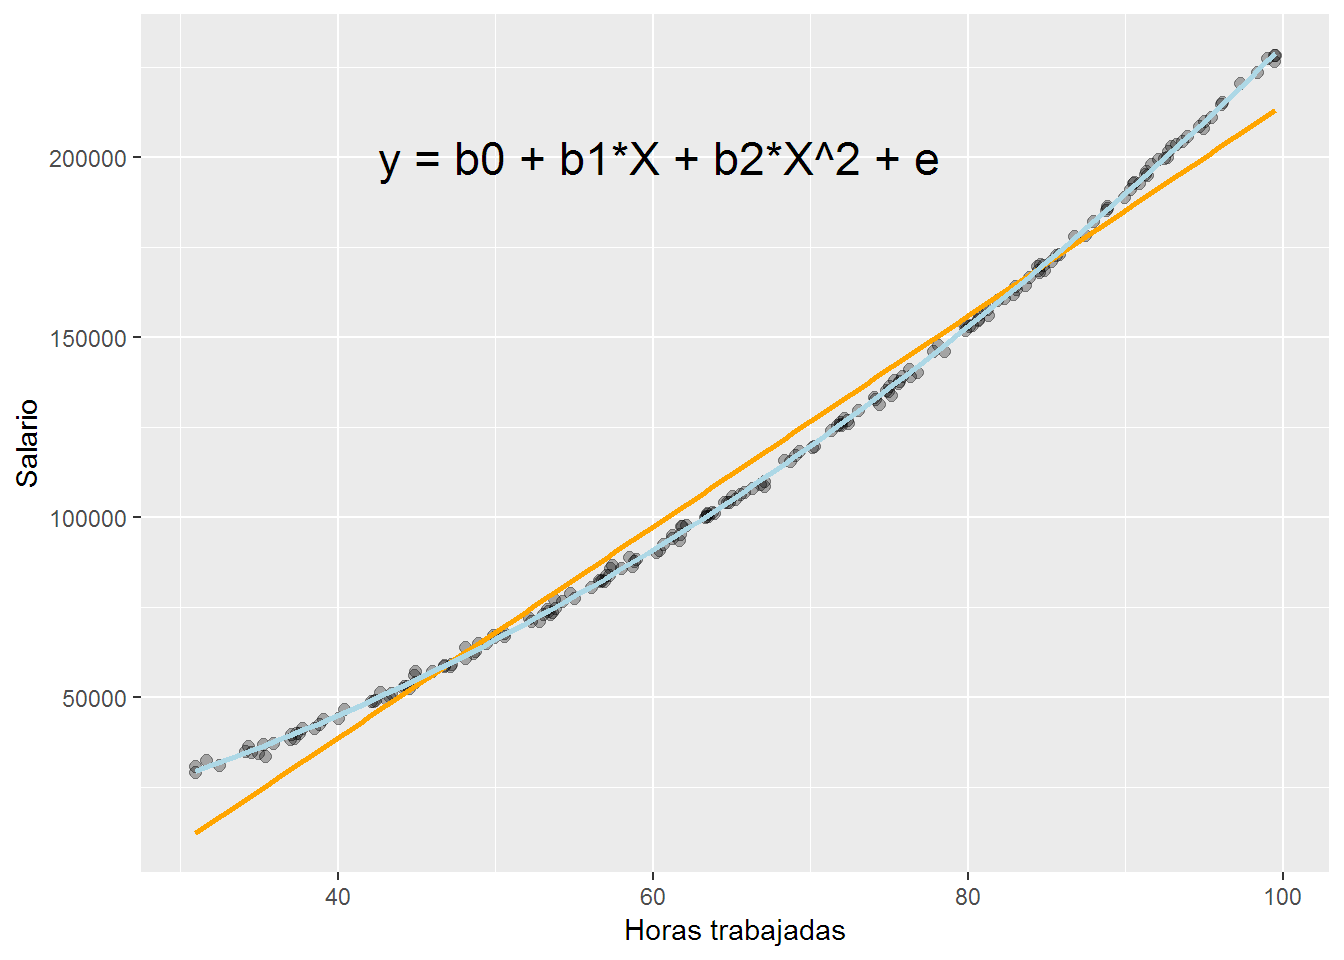 y = b0 + b1*X + b2*X^2 + e
200000
150000
100000
50000
Salario
40
60
80
100
Horas trabajadas